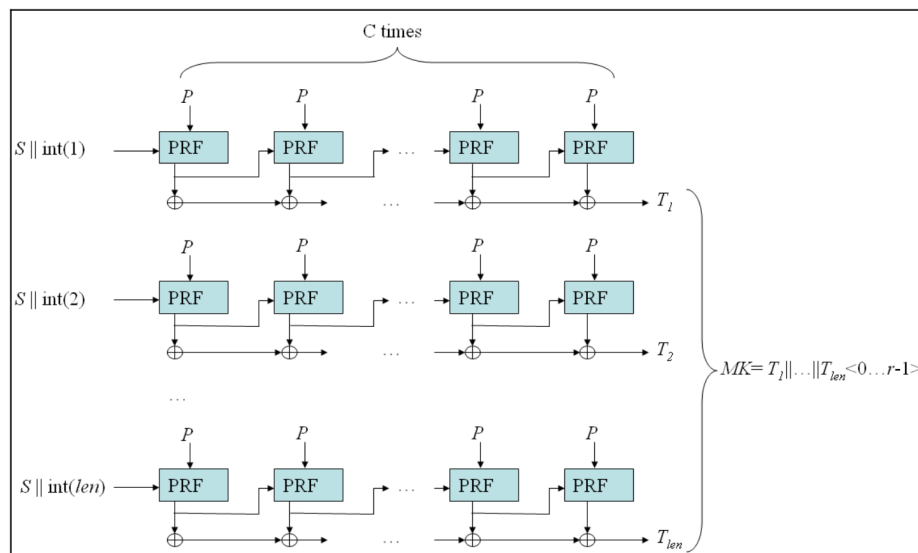 C times
P P P P
S || int(1) PRF PRF ... PRF PRF
⊕ ⊕ ... ⊕ ⊕ T1
P P P P
S || int(2) PRF PRF ... PRF PRF
⊕ ⊕ ... ⊕ ⊕ T2
MK= T1||...||Tlen<0...r-1>
...
P P P P
S || int(len) PRF PRF ... PRF PRF
⊕ ⊕ ... ⊕ ⊕ Tlen